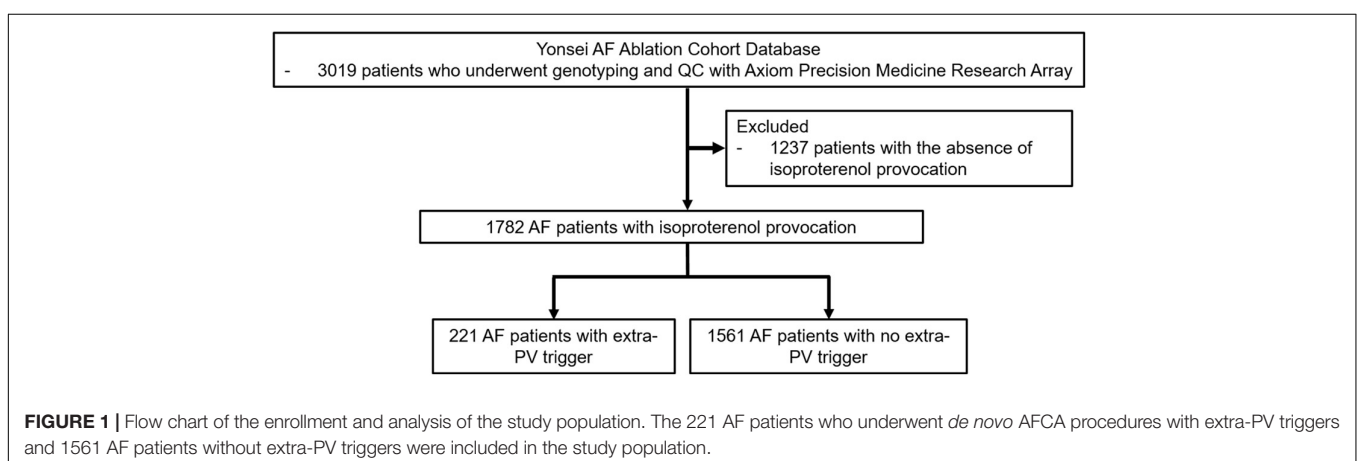 Yonsei AF Ablation Cohort Database
- 3019 patients who underwent genotyping and QC with Axiom Precision Medicine Research Array
Excluded
- 1237 patients with the absence of
isoproterenol provocation
1782 AF patients with isoproterenol provocation
221 AF patients with extra-
PV trigger
1561 AF patients with no extra-
PV trigger
FIGURE 1 | Flow chart of the enrollment and analysis of the study population. The 221 AF patients who underwent de novo AFCA procedures with extra-PV triggers
and 1561 AF patients without extra-PV triggers were included in the study population.